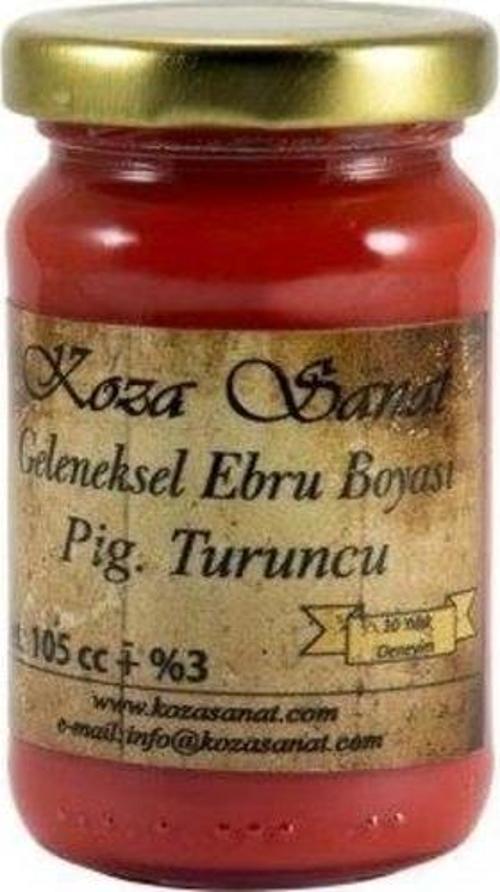 Koza Sanat
Geleneksel Ebru Boyası
Pig. Turuncu
30 Yıllık
Deneyim
105 cc + %3
www.kozasanat.com
e-mail:info@kozasanat.com